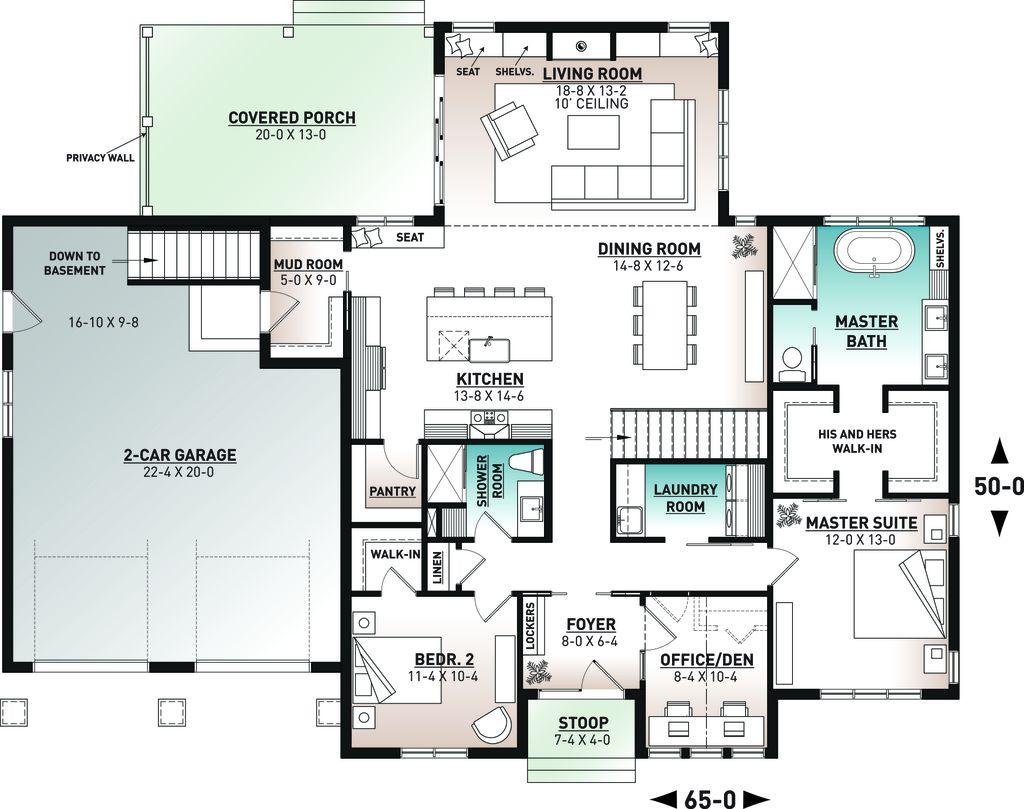 SEAT
SHELVS.
LIVING ROOM
18-8 X 13-2
10' CEILING
COVERED PORCH
20-0 X 13-0
PRIVACY WALL
SEAT
DOWN TO
BASEMENT
MUD ROOM
5-0 X 9-0
16-10 X 9-8
DINING ROOM
14-8 X 12-6
SHELVS.
MASTER
BATH
KITCHEN
13-8 X 14-6
2-CAR GARAGE
22-4 X 20-0
HIS AND HERS
WALK-IN
50-0
PANTRY
SHOWER
ROOM
LAUNDRY
ROOM
MASTER SUITE
12-0 X 13-0
WALK-IN
LINEN
LOCKERS
FOYER
8-0 X 6-4
BEDR. 2
11-4 X 10-4
OFFICE/DEN
8-4 X 10-4
STOOP
7-4 X 4-0
65-0